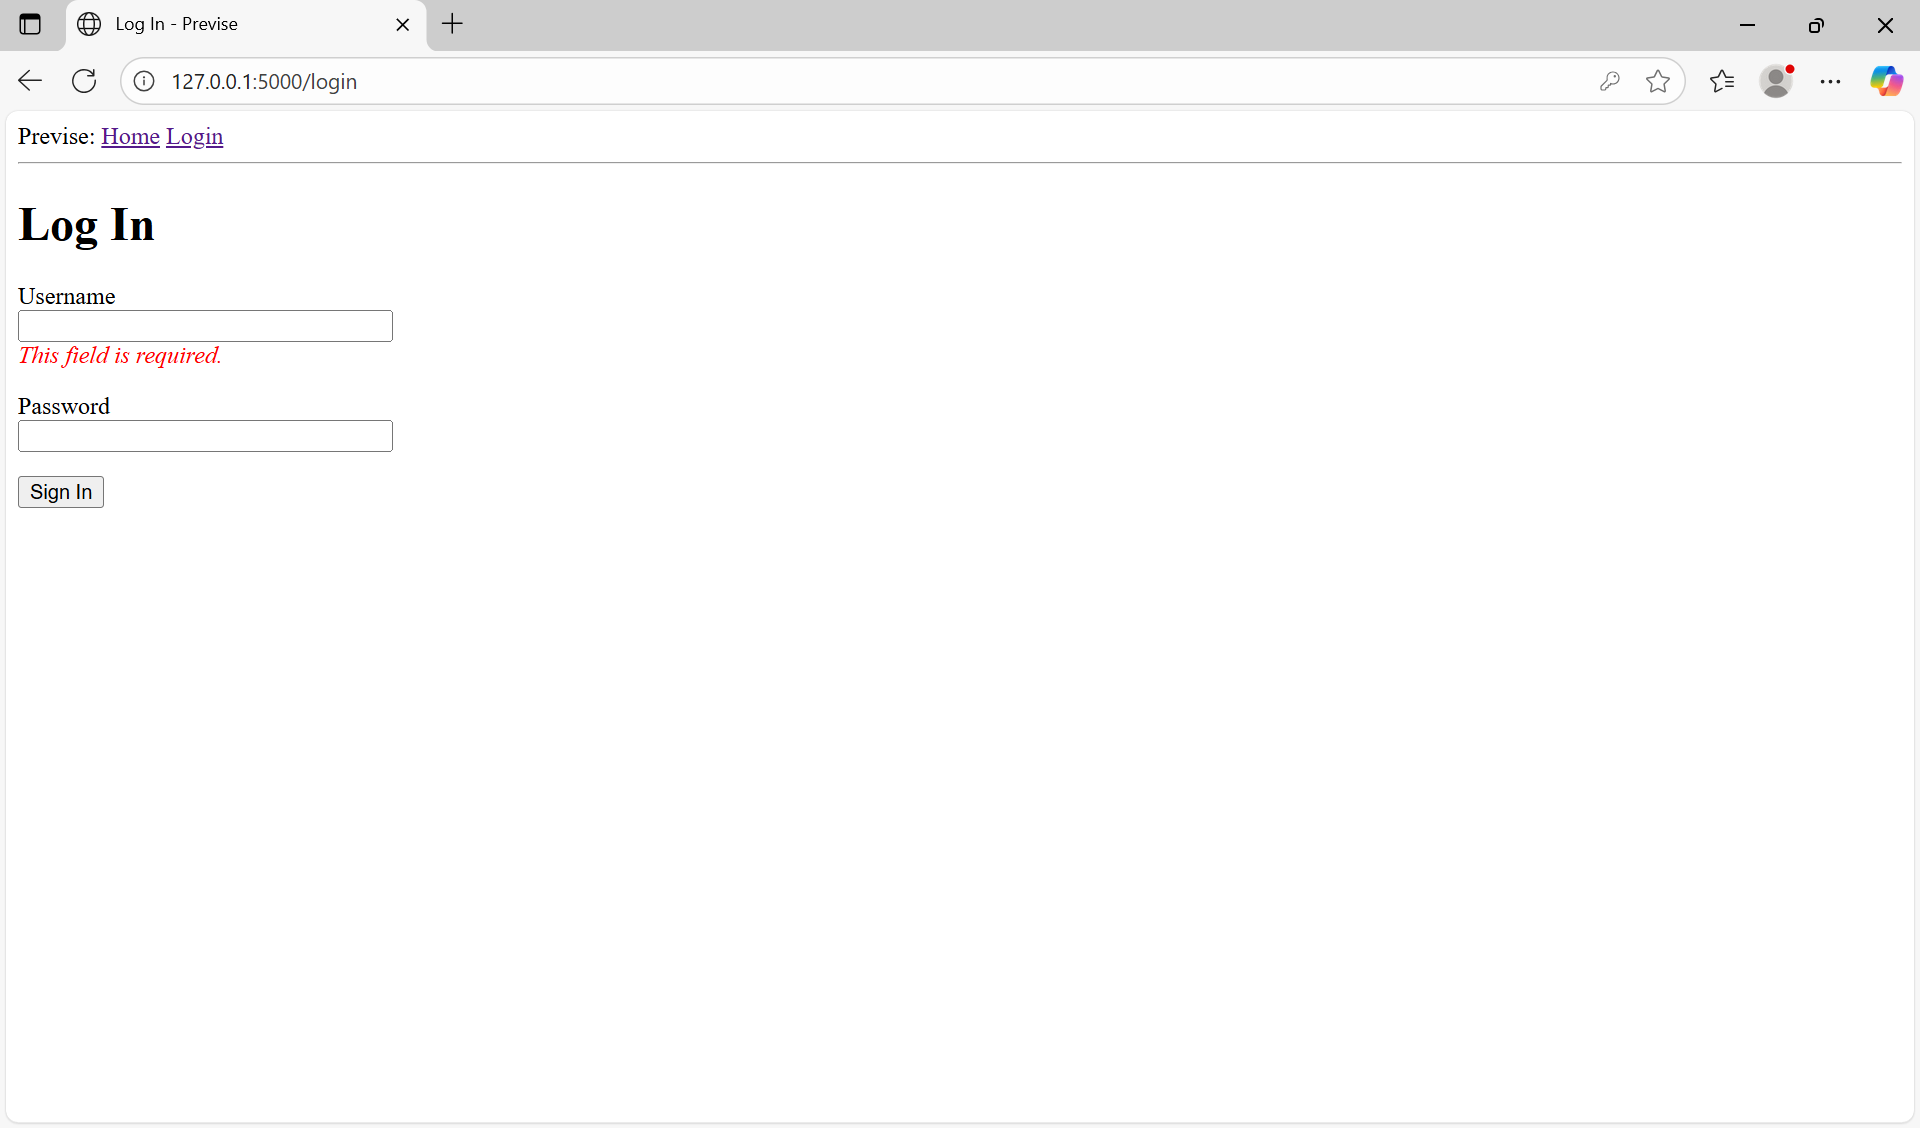 Log In - Previse
127.0.0.1:5000/login
Previse: Home Login
Log In
Username
This field is required.
Password
Sign In